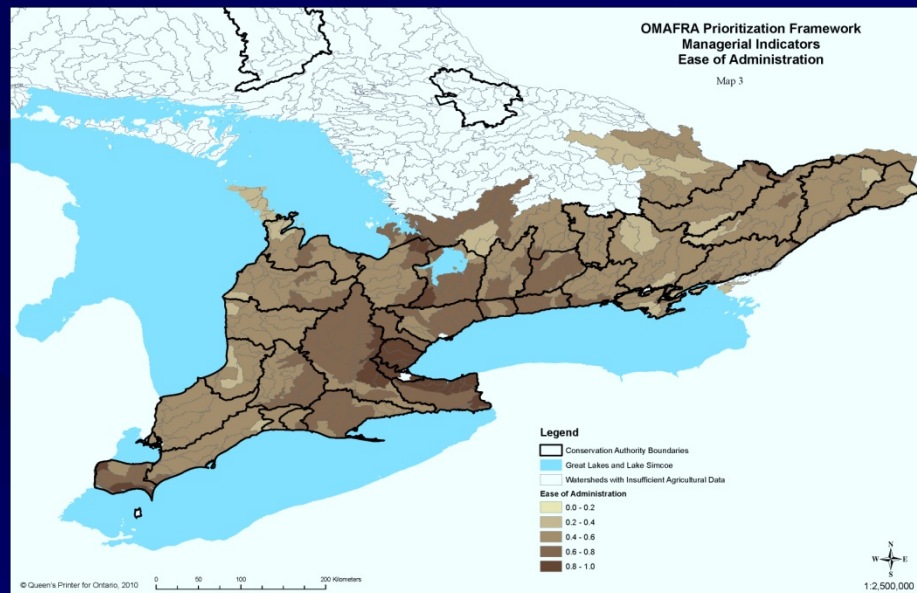 OMAFRA Prioritization Framework
Managerial Indicators
Ease of Administration
Map 3
Legend
Conservation Authority Boundaries
Great Lakes and Lake Simcoe
Watersheds with Insufficient Agricultural Data
Ease of Administration
0.0 - 0.2
0.2 - 0.4
0.4 - 0.6
0.6 - 0.8
0.8 - 1.0
© Queen's Printer for Ontario, 2010
0 50 100 200 Kilometers
N
W E
S
1:2,500,000